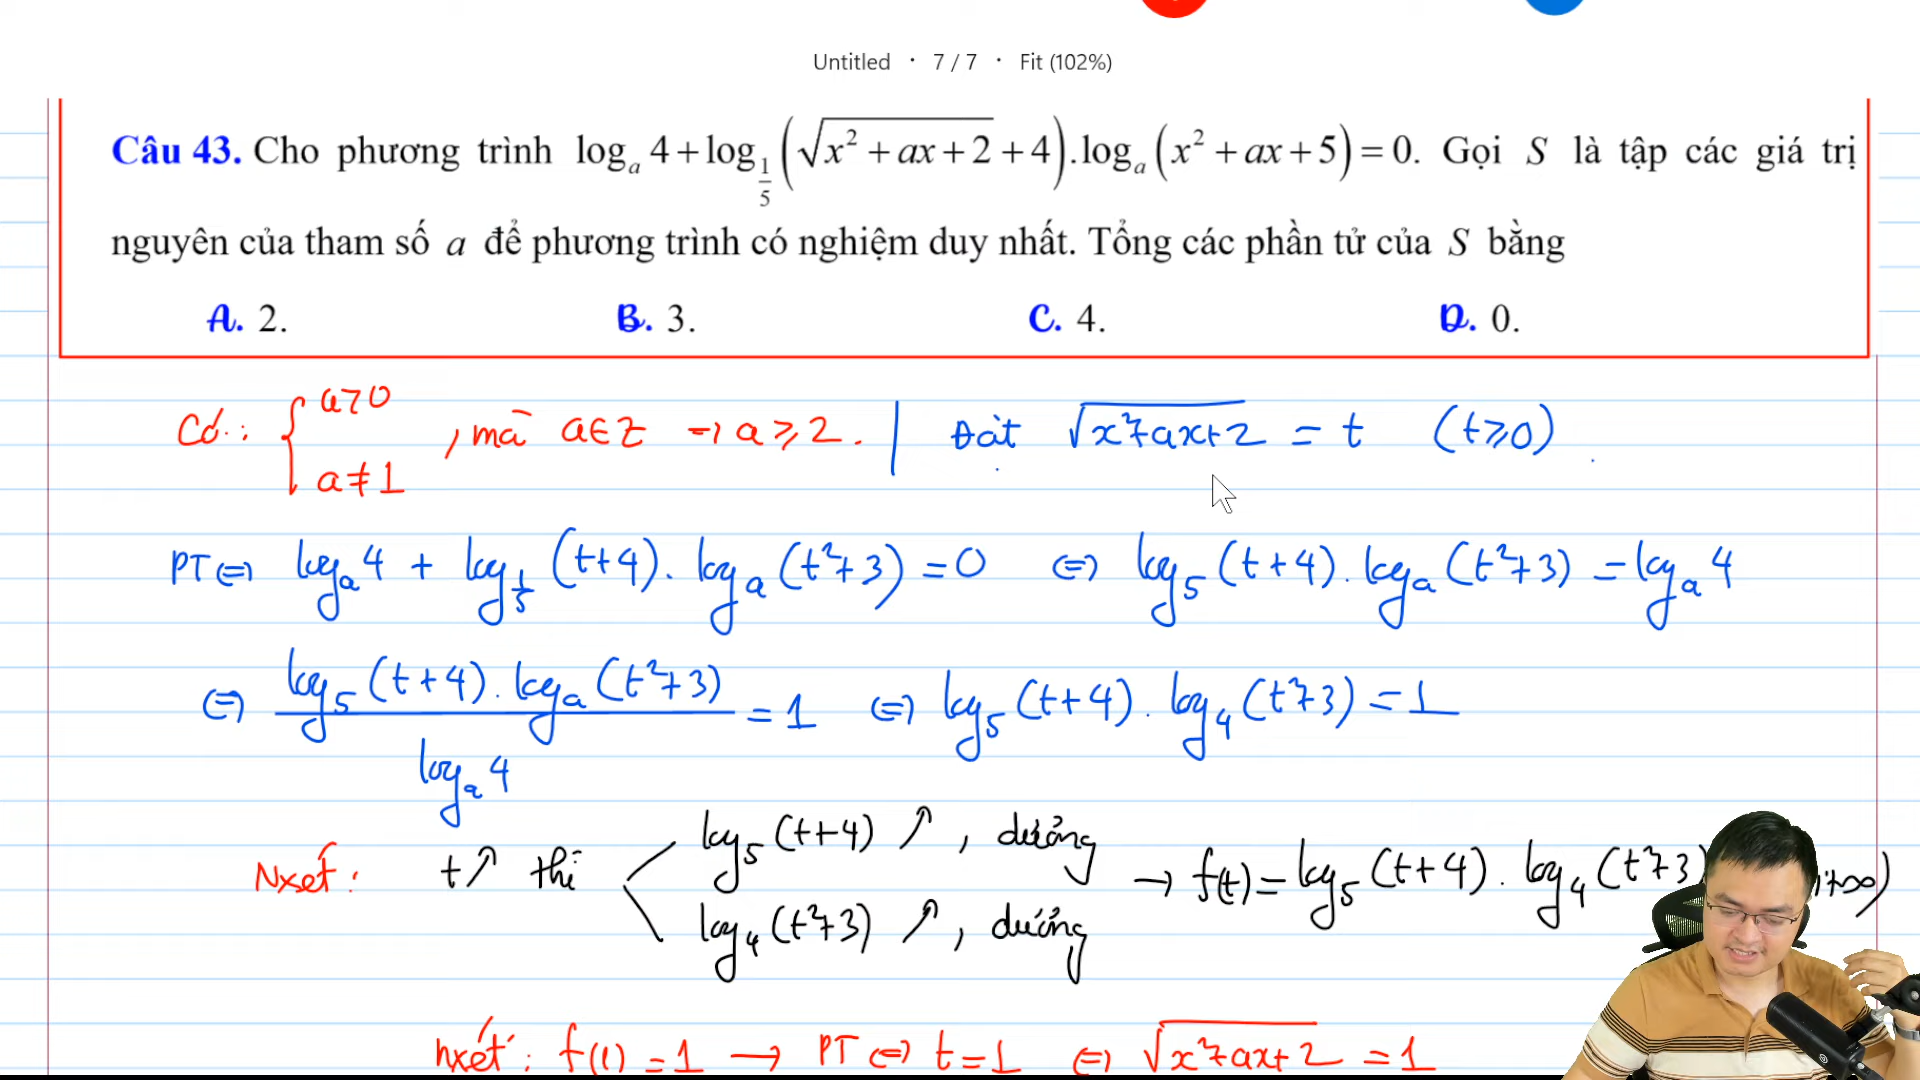 Untitled · 7 / 7 · Fit (102%)
Câu 43. Cho phương trình log_a 4 + log_{1/5} (√(x² + ax + 2) + 4).log_a (x² + ax + 5) = 0. Gọi S là tập các giá trị
nguyên của tham số a để phương trình có nghiệm duy nhất. Tổng các phần tử của S bằng
A. 2. B. 3. C. 4. D. 0.
Có: { a>0 , a≠1 , mà a∈Z → a ≥ 2. | Đặt √(x²+ax+2) = t (t≥0).
PT ⇔ log_a 4 + log_{1/5} (t+4). log_a (t²+3) = 0 ⇔ log_5 (t+4). log_a (t²+3) = log_a 4
⇔ (log_5 (t+4). log_a (t²+3)) / (log_a 4) = 1 ⇔ log_5 (t+4). log_4 (t²+3) = 1
log_5 (t+4) ↗, dương
Nxét: t↗ thì → f(t) = log_5 (t+4). log_4 (t²+3) ;+∞)
log_4 (t²+3) ↗, dương
nxét: f(1) = 1 → PT ⇔ t=1 ⇔ √(x²+ax+2) = 1